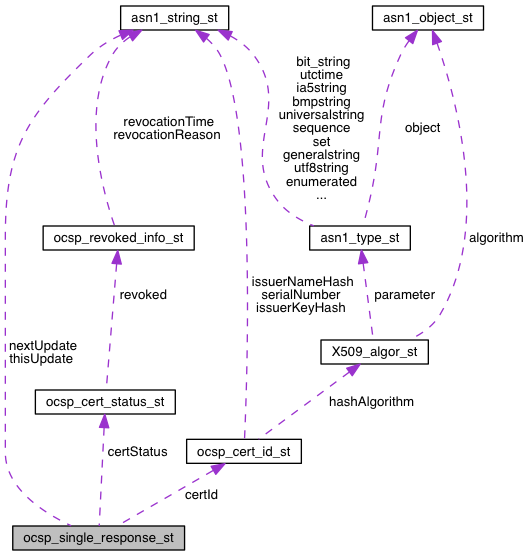 asn1_string_st
asn1_object_st
bit_string
utctime
ia5string
bmpstring
universalstring
sequence
set
generalstring
utf8string
enumerated
...
revocationTime
revocationReason
object
ocsp_revoked_info_st
asn1_type_st
algorithm
issuerNameHash
serialNumber
issuerKeyHash
revoked
parameter
nextUpdate
thisUpdate
X509_algor_st
ocsp_cert_status_st
hashAlgorithm
certStatus
ocsp_cert_id_st
certId
ocsp_single_response_st